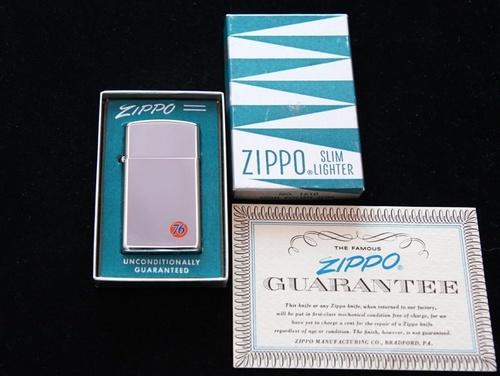 ZIPPO
76
UNCONDITIONALLY
GUARANTEED
ZIPPO® SLIM
LIGHTER
THE FAMOUS
ZIPPO®
GUARANTEE
This knife or any Zippo knife, when returned to our factory,
will be put in first-class mechanical condition free of charge, for we
have yet to charge a cent for the repair of a Zippo knife
regardless of age or condition. The finish, however, is not guaranteed.
ZIPPO MANUFACTURING CO., BRADFORD, PA.